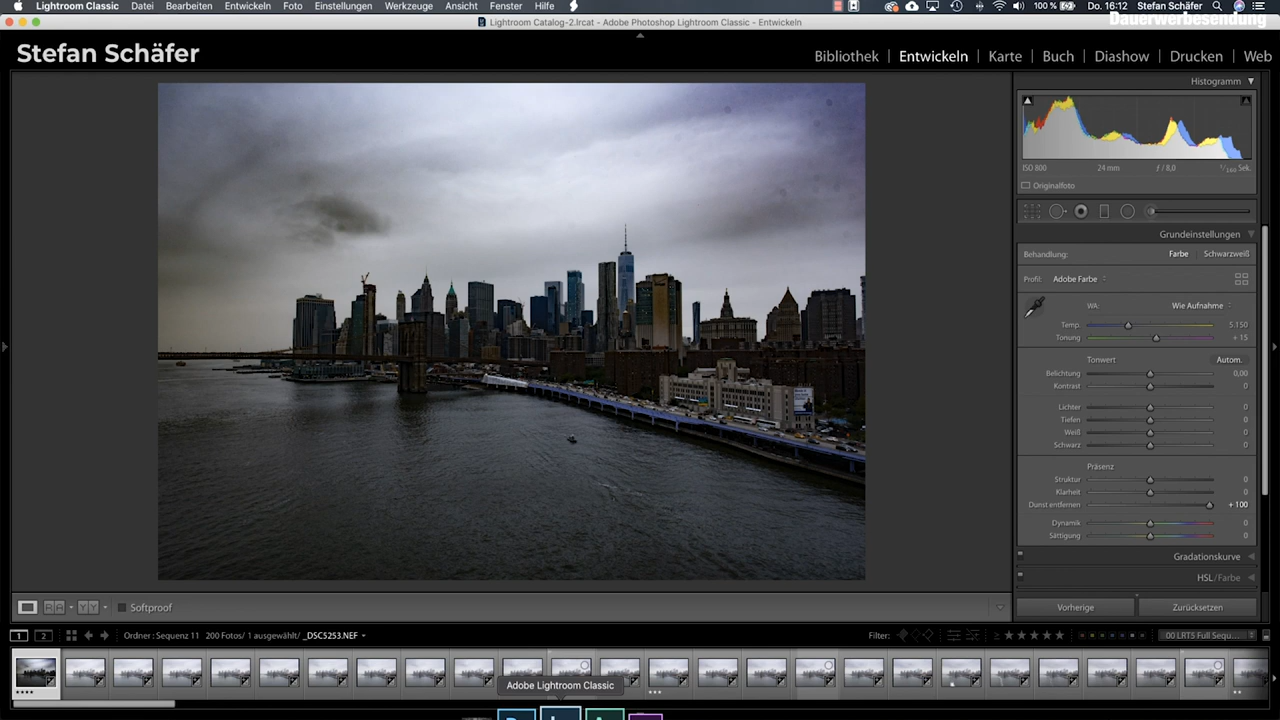 Lightroom Classic Datei Bearbeiten Entwickeln Foto Einstellungen Werkzeuge Ansicht Fenster Hilfe 100 % Do. 16:12 Stefan Schäfer
Lightroom Catalog-2.lrcat - Adobe Photoshop Lightroom Classic - Entwickeln
Dauerwerbesendung
Stefan Schäfer
Bibliothek | Entwickeln | Karte | Buch | Diashow | Drucken | Web
Histogramm
ISO 800 24 mm ƒ / 8,0 1/160 Sek.
Originalfoto
Grundeinstellungen
Behandlung: Farbe Schwarzweiß
Profil: Adobe Farbe
WA: Wie Aufnahme
Temp. 5.150
Tonung + 15
Tonwert Autom.
Belichtung 0,00
Kontrast 0
Lichter 0
Tiefen 0
Weiß 0
Schwarz 0
Präsenz
Struktur 0
Klarheit 0
Dunst entfernen + 100
Dynamik 0
Sättigung 0
Gradationskurve
HSL / Farbe
Softproof
Vorherige Zurücksetzen
1 2 Ordner : Sequenz 11 200 Fotos/ 1 ausgewählt/ _DSC5253.NEF Filter: 00 LRT5 Full Sequ...
Adobe Lightroom Classic